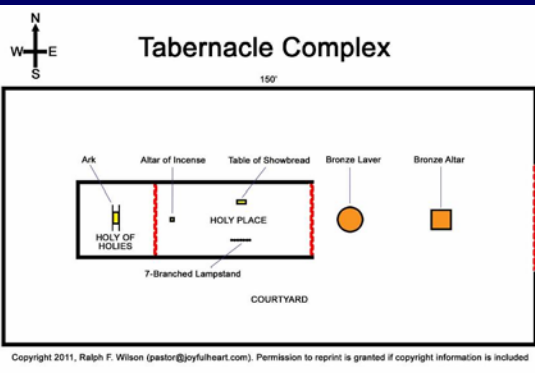 N
W E
S
Tabernacle Complex
150'
Ark
Altar of Incense
Table of Showbread
Bronze Laver
Bronze Altar
HOLY PLACE
HOLY OF
HOLIES
7-Branched Lampstand
COURTYARD
Copyright 2011, Ralph F. Wilson (pastor@joyfulheart.com). Permission to reprint is granted if copyright information is included